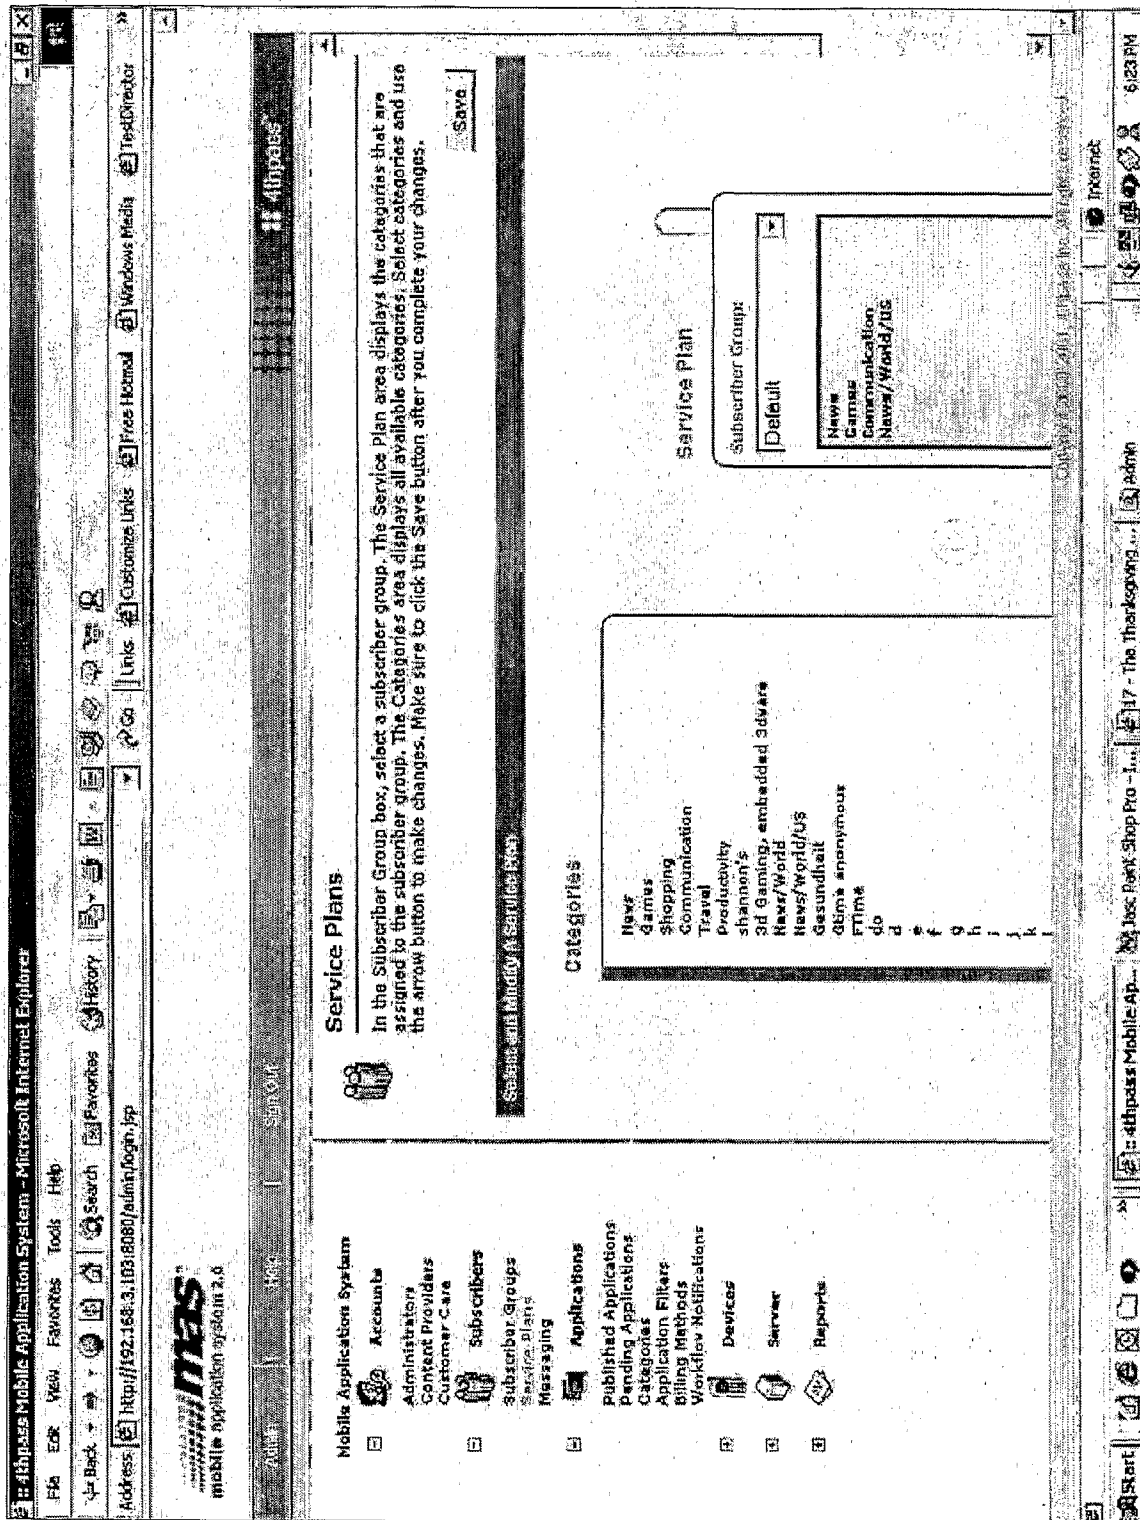 :: 4thpass Mobile Application System - Microsoft Internet Explorer
File Edit View Favorites Tools Help
Back Search Favorites History
Address http://192.168.3.103:8080/admin/login.jsp Go Links Customize Links Free Hotmail Windows Media TestDirector
mas
mobile application system 2.0
Admin | Help | Sign Out
4thpass
Mobile Application System
Accounts
Administrators
Content Providers
Customer Care
Subscribers
Subscriber Groups
Service Plans
Messaging
Applications
Published Applications
Pending Applications
Categories
Application Filters
Billing Methods
Workflow Notifications
Devices
Server
Reports
Service Plans
In the Subscriber Group box, select a subscriber group. The Service Plan area displays the categories that are
assigned to the subscriber group. The Categories area displays all available categories. Select categories and use
the arrow button to make changes. Make sure to click the Save button after you complete your changes.
Save
Select and Modify a Service Plan
Categories
News
Games
Shopping
Communication
Travel
Productivity
shannon's
3d Gaming, embedded 3dvare
News/World
News/World/US
Gesundheit
Gtime anonymous
FTime
do
d
e
f
g
h
i
j
k
l
Service Plan
Subscriber Group:
Default
News
Games
Communication
News/World/US
Internet
Start :: 4thpass Mobile Ap... Jasc Paint Shop Pro - I... 17 - The Thanksgiving ... Admin 6:23 PM